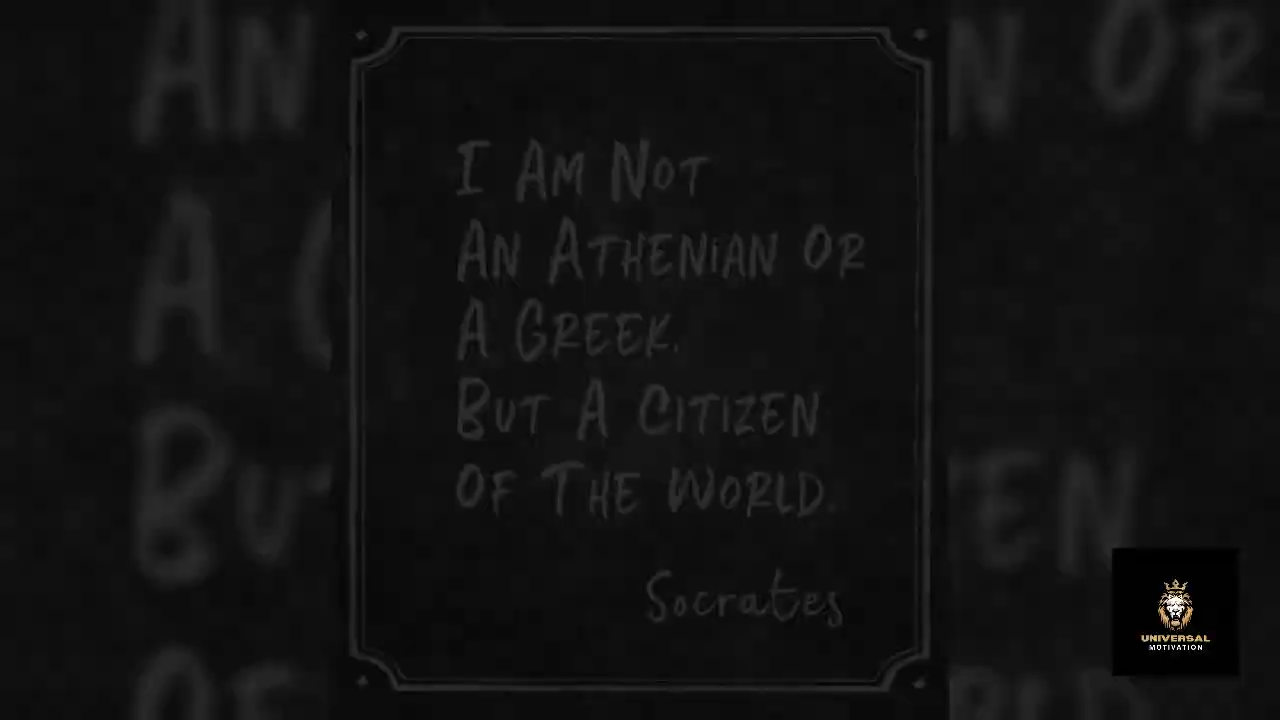 I Am Not
An Athenian Or
A Greek.
But A Citizen
Of The World.
Socrates
UNIVERSAL
MOTIVATION